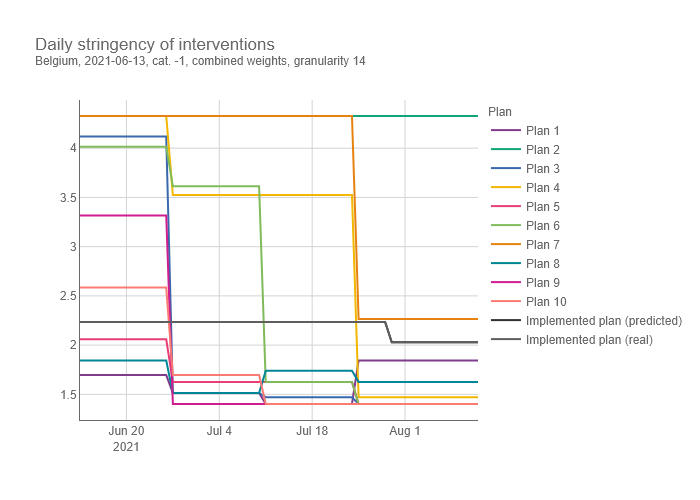 Daily stringency of interventions
Belgium, 2021-06-13, cat. -1, combined weights, granularity 14
4
3.5
3
2.5
2
1.5
Jun 20
2021
Jul 4
Jul 18
Aug 1
Plan
Plan 1
Plan 2
Plan 3
Plan 4
Plan 5
Plan 6
Plan 7
Plan 8
Plan 9
Plan 10
Implemented plan (predicted)
Implemented plan (real)